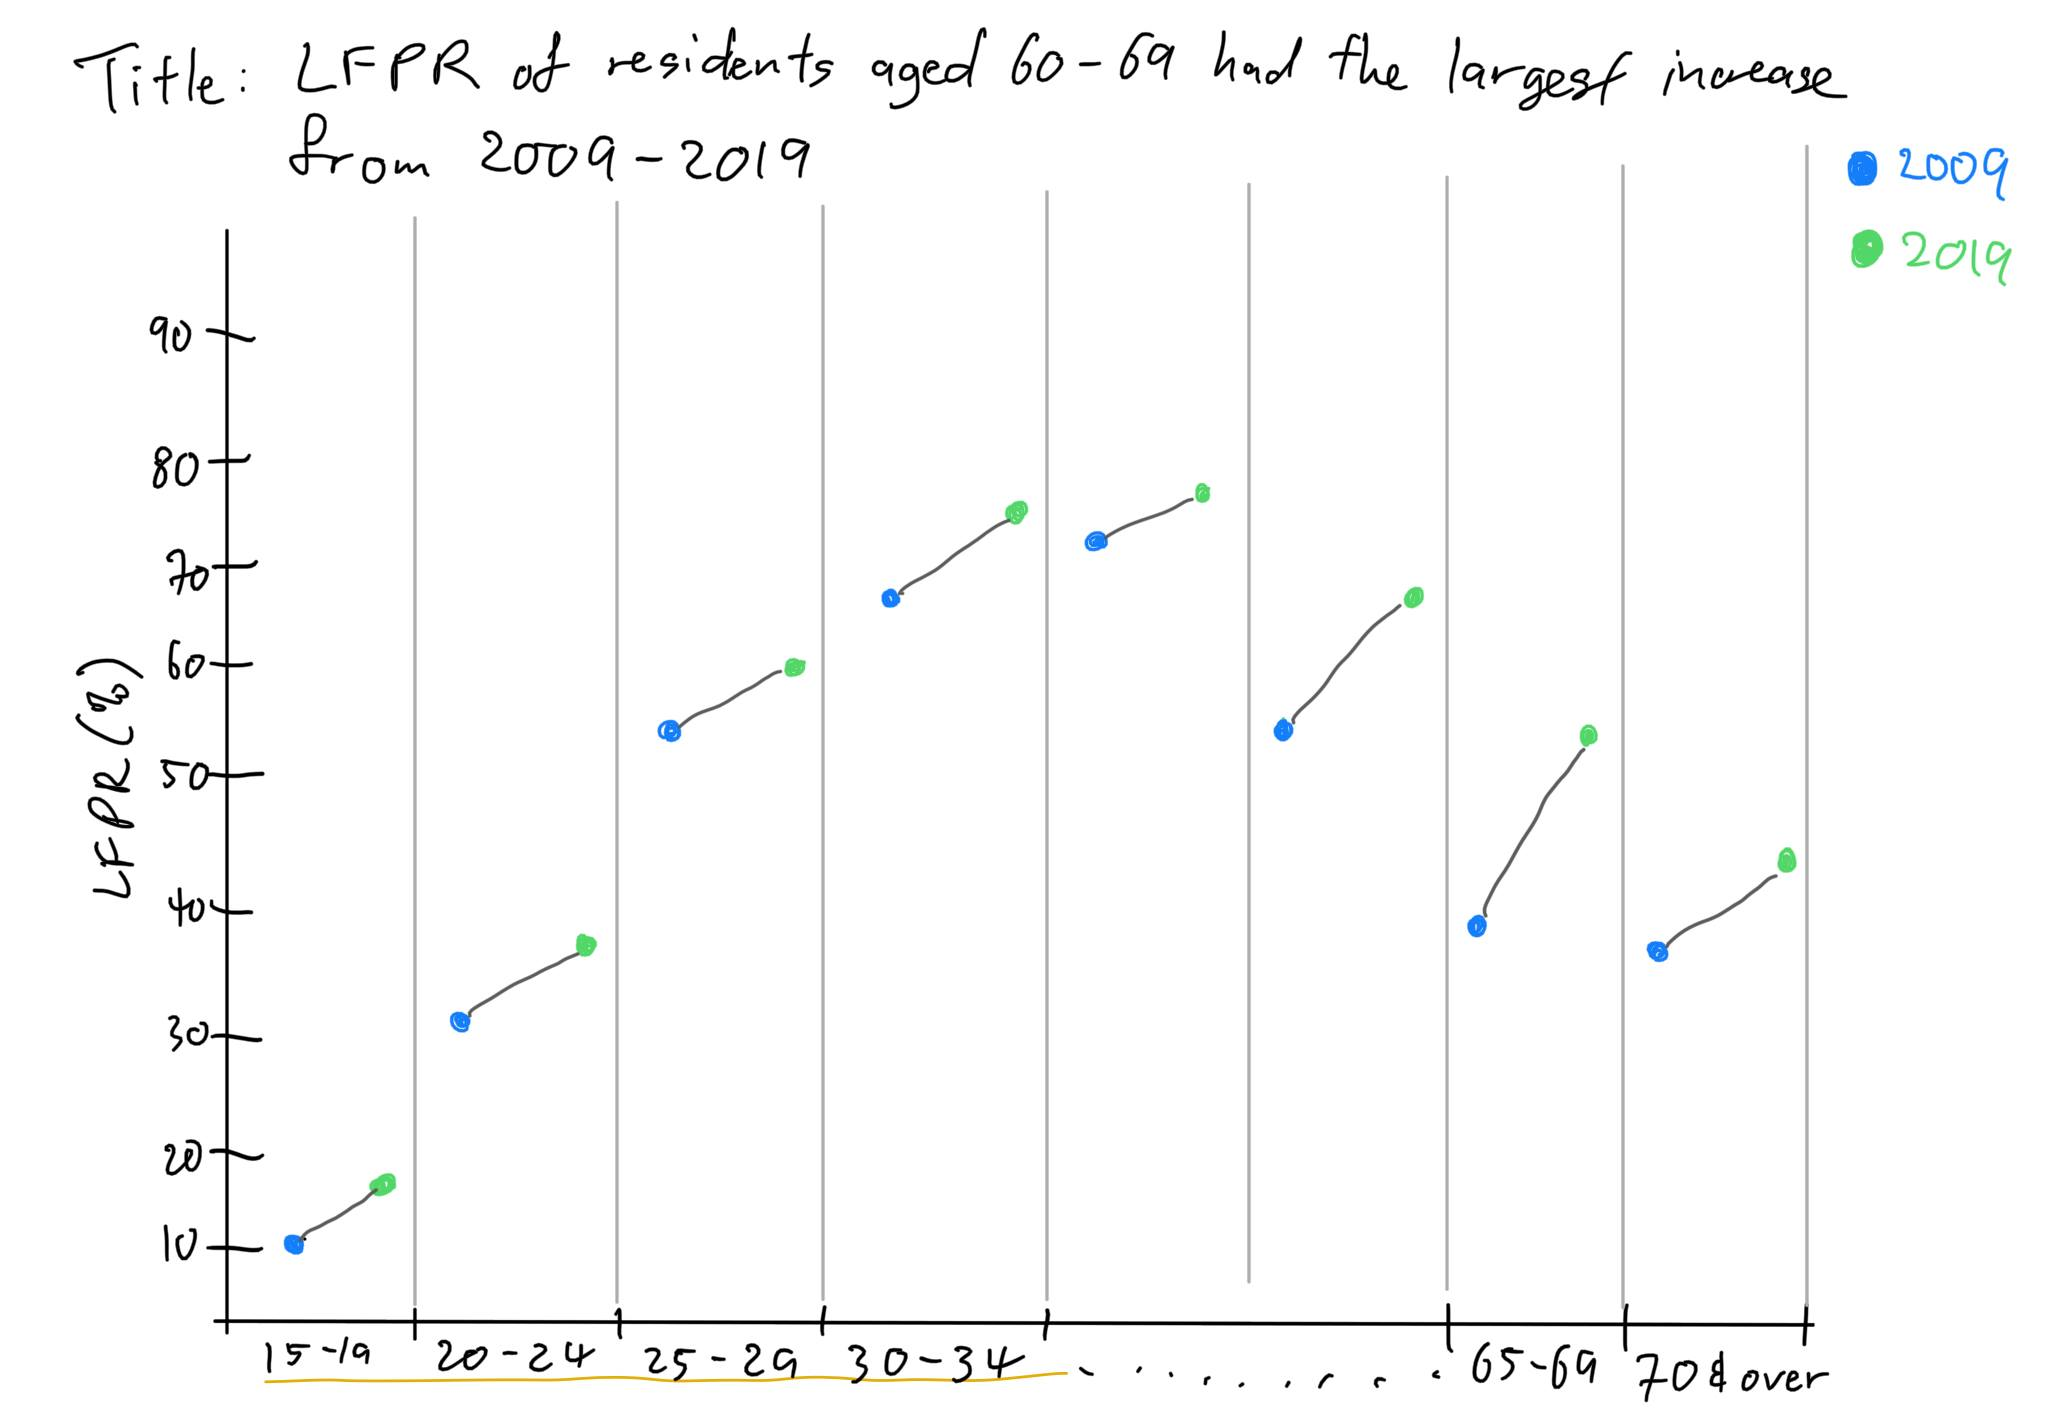 Title: LFPR of residents aged 60-69 had the largest increase
from 2009-2019
2009
2019
90
80
70
60
50
40
30
20
10
LFPR (%)
15-19 20-24 25-29 30-34 ......... 65-69 70 & over